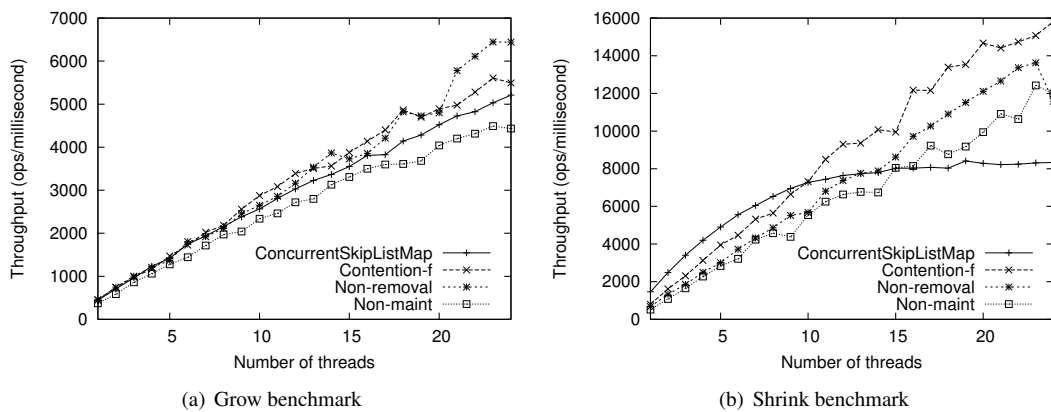 7000
6000
5000
4000
3000
2000
1000
0
Throughput (ops/millisecond)
ConcurrentSkipListMap
Contention-f
Non-removal
Non-maint
5 10 15 20
Number of threads
(a) Grow benchmark
16000
14000
12000
10000
8000
6000
4000
2000
0
Throughput (ops/millisecond)
ConcurrentSkipListMap
Contention-f
Non-removal
Non-maint
5 10 15 20
Number of threads
(b) Shrink benchmark